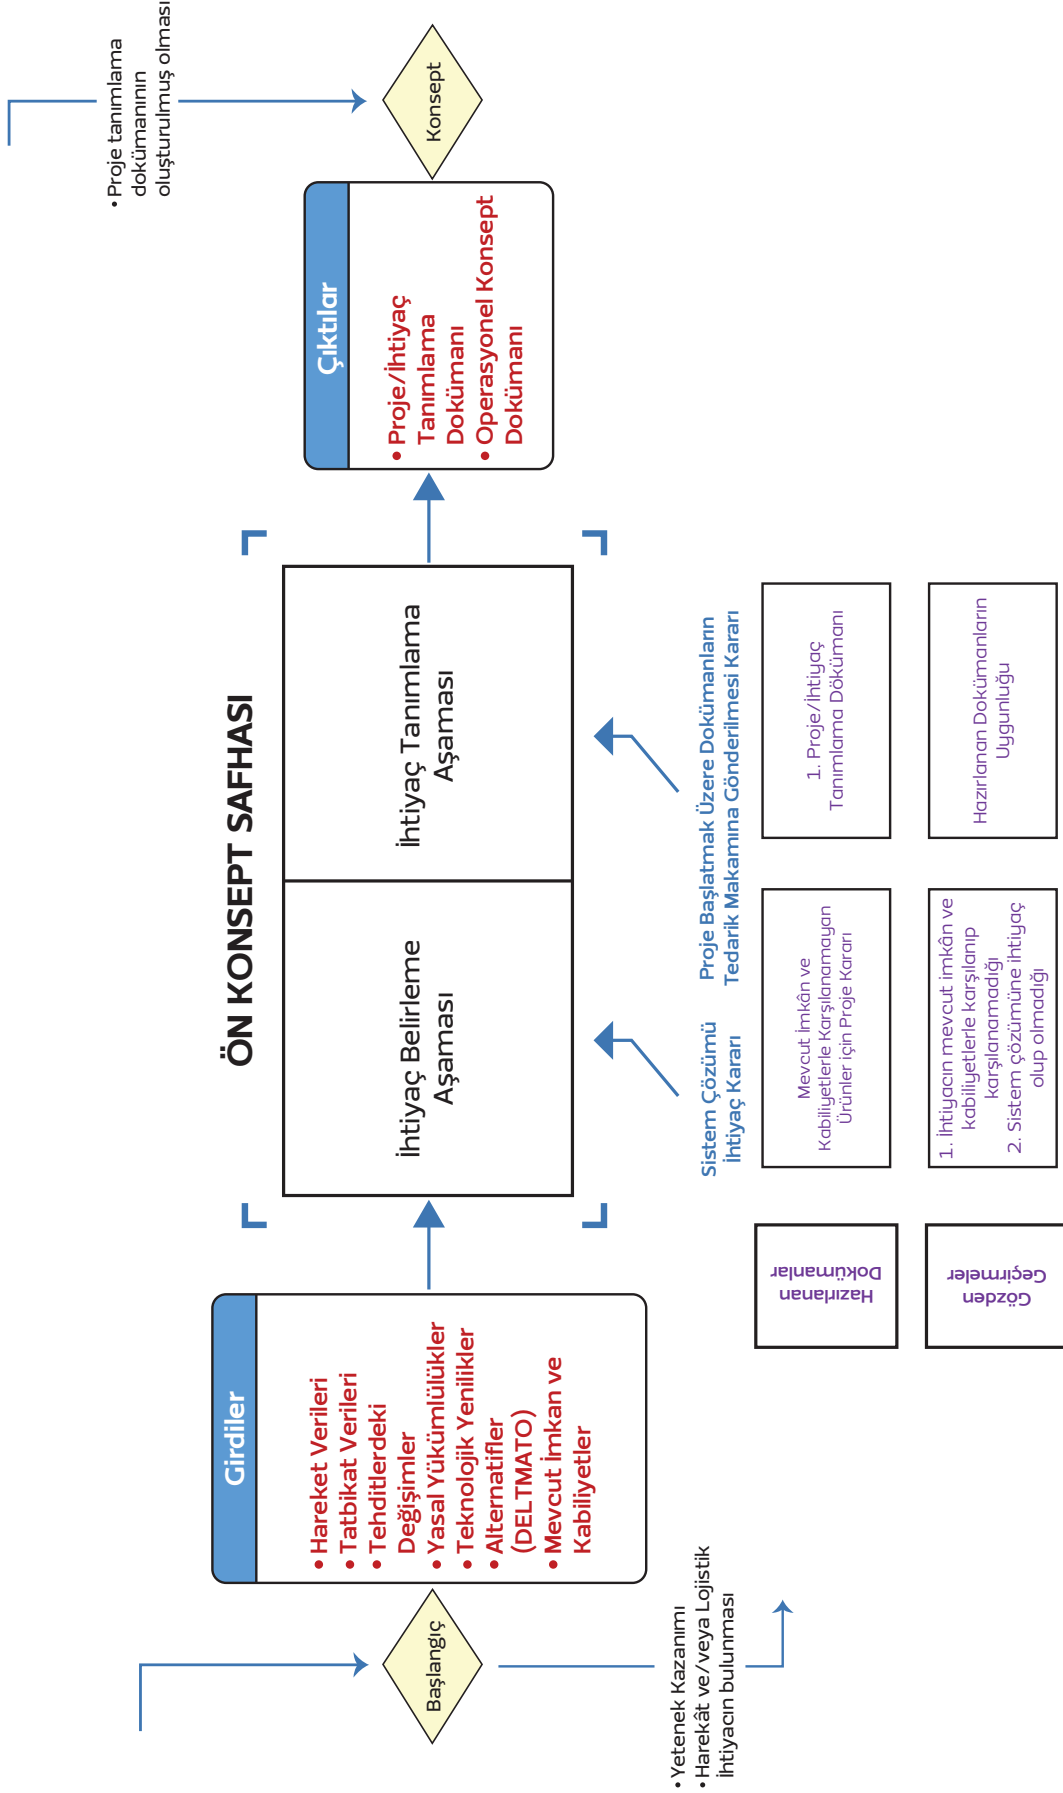 ÖN KONSEPT SAFHASI
Başlangıç
• Yetenek Kazanımı
• Harekât ve/veya Lojistik
İhtiyacın bulunması
Girdiler
• Hareket Verileri
• Tatbikat Verileri
• Tehditlerdeki
Değişimler
• Yasal Yükümlülükler
• Teknolojik Yenilikler
• Alternatifler
(DELTMATO)
• Mevcut İmkan ve
Kabiliyetler
İhtiyaç Belirleme
Aşaması
İhtiyaç Tanımlama
Aşaması
Çıktılar
• Proje/İhtiyaç
Tanımlama
Dokümanı
• Operasyonel Konsept
Dokümanı
Konsept
• Proje tanımlama
dokümanının
oluşturulmuş olması
Sistem Çözümü
İhtiyaç Kararı
Proje Başlatmak Üzere Dokümanların
Tedarik Makamına Gönderilmesi Kararı
Hazırlanan
Dokümanlar
Mevcut İmkân ve
Kabiliyetlerle Karşılanamayan
Ürünler için Proje Kararı
1. Proje/İhtiyaç
Tanımlama Dökümanı
Gözden
Geçirmeler
1. İhtiyacın mevcut imkân ve
kabiliyetlerle karşılanıp
karşılanamadığı
2. Sistem çözümüne ihtiyaç
olup olmadığı
Hazırlanan Dokümanların
Uygunluğu